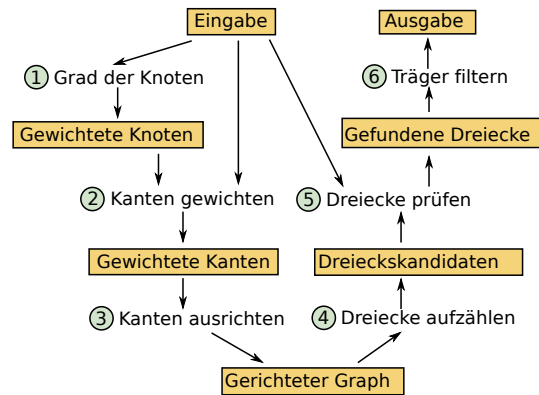 Eingabe
Ausgabe
1 Grad der Knoten
6 Träger filtern
Gewichtete Knoten
Gefundene Dreiecke
2 Kanten gewichten
5 Dreiecke prüfen
Gewichtete Kanten
Dreieckskandidaten
3 Kanten ausrichten
4 Dreiecke aufzählen
Gerichteter Graph